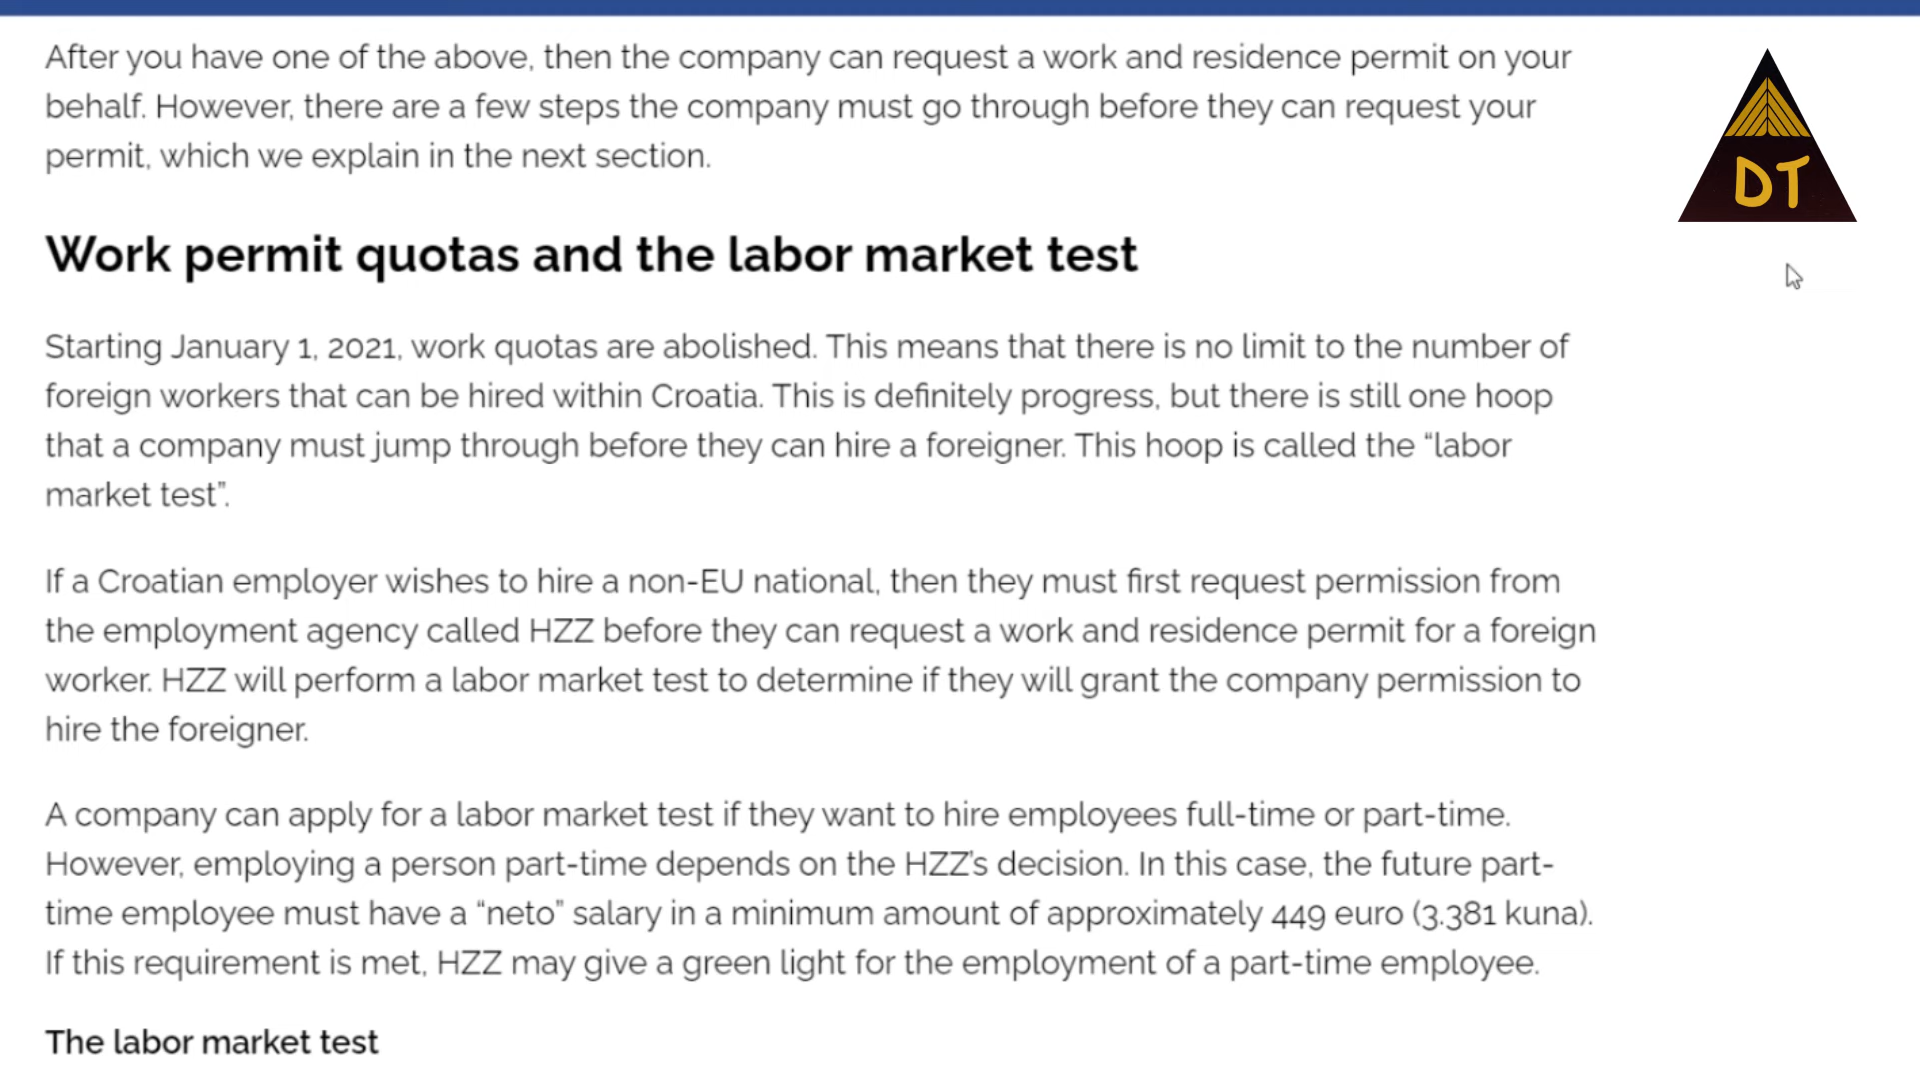 After you have one of the above, then the company can request a work and residence permit on your
behalf. However, there are a few steps the company must go through before they can request your
permit, which we explain in the next section.
DT
Work permit quotas and the labor market test
Starting January 1, 2021, work quotas are abolished. This means that there is no limit to the number of
foreign workers that can be hired within Croatia. This is definitely progress, but there is still one hoop
that a company must jump through before they can hire a foreigner. This hoop is called the “labor
market test”.
If a Croatian employer wishes to hire a non-EU national, then they must first request permission from
the employment agency called HZZ before they can request a work and residence permit for a foreign
worker. HZZ will perform a labor market test to determine if they will grant the company permission to
hire the foreigner.
A company can apply for a labor market test if they want to hire employees full-time or part-time.
However, employing a person part-time depends on the HZZ’s decision. In this case, the future part-
time employee must have a “neto” salary in a minimum amount of approximately 449 euro (3.381 kuna).
If this requirement is met, HZZ may give a green light for the employment of a part-time employee.
The labor market test